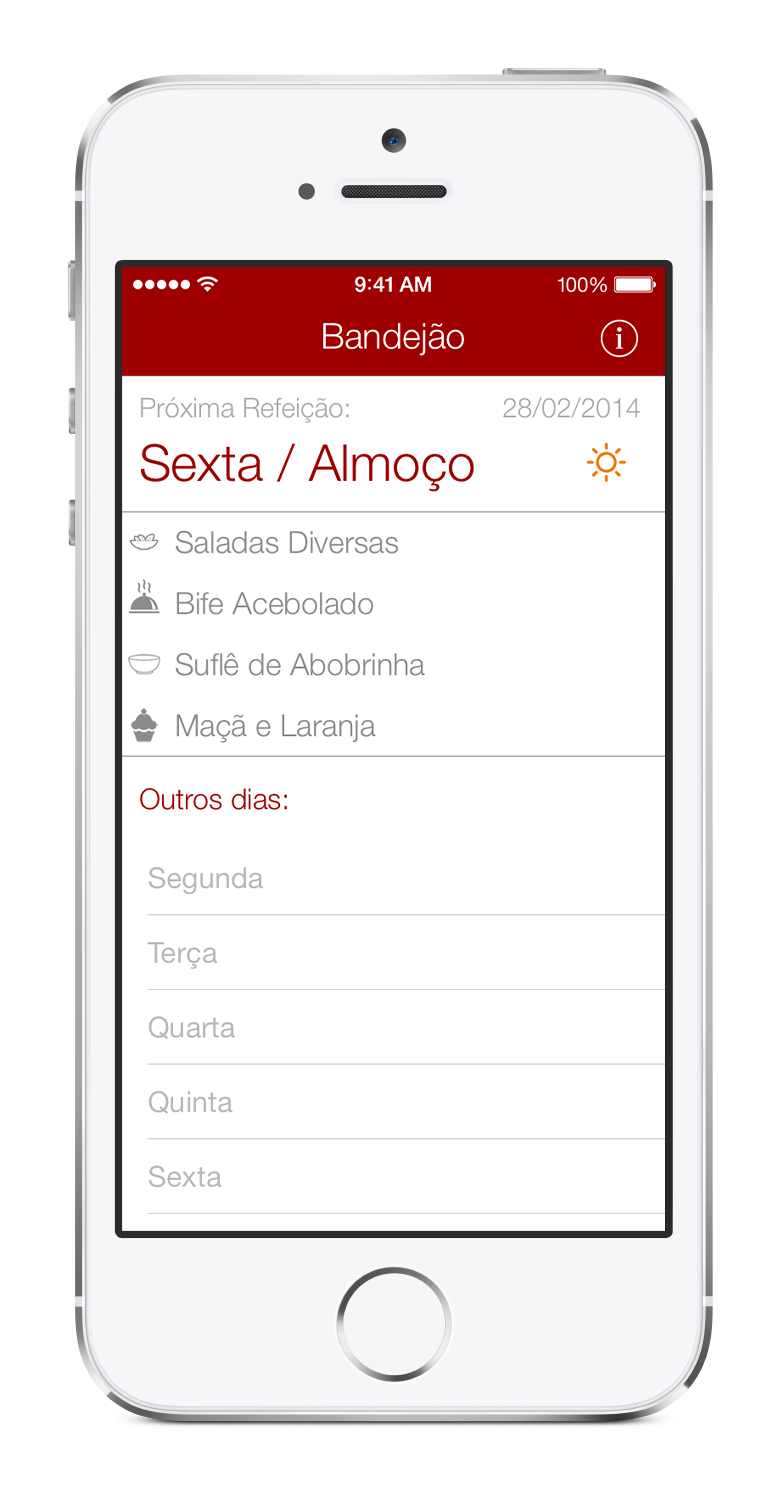 9:41 AM 100%
Bandejão i
Próxima Refeição: 28/02/2014
Sexta / Almoço
Saladas Diversas
Bife Acebolado
Suflê de Abobrinha
Maçã e Laranja
Outros dias:
Segunda
Terça
Quarta
Quinta
Sexta